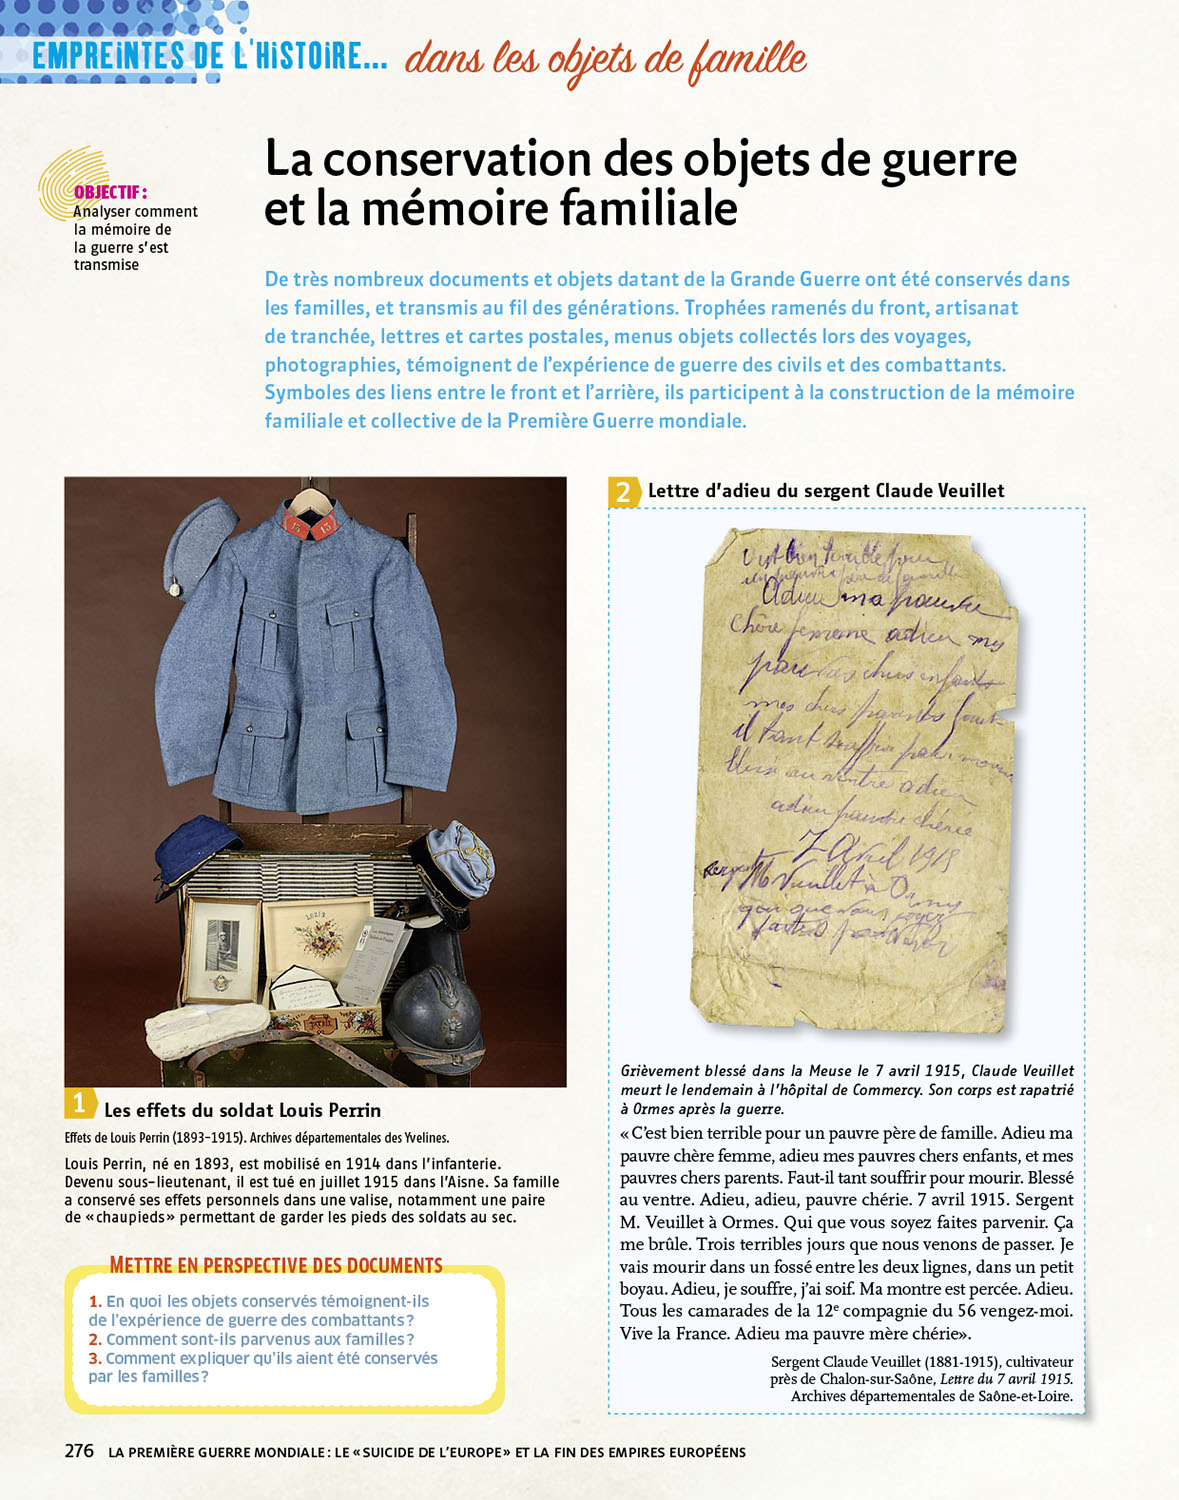 EMPREINTES DE L'HISTOIRE... dans les objets de famille
La conservation des objets de guerre
et la mémoire familiale
OBJECTIF :
Analyser comment
la mémoire de
la guerre s'est
transmise
De très nombreux documents et objets datant de la Grande Guerre ont été conservés dans
les familles, et transmis au fil des générations. Trophées ramenés du front, artisanat
de tranchée, lettres et cartes postales, menus objets collectés lors des voyages,
photographies, témoignent de l'expérience de guerre des civils et des combattants.
Symboles des liens entre le front et l'arrière, ils participent à la construction de la mémoire
familiale et collective de la Première Guerre mondiale.
13 13
PATRIE
1 Les effets du soldat Louis Perrin
Effets de Louis Perrin (1893-1915). Archives départementales des Yvelines.
Louis Perrin, né en 1893, est mobilisé en 1914 dans l'infanterie.
Devenu sous-lieutenant, il est tué en juillet 1915 dans l'Aisne. Sa famille
a conservé ses effets personnels dans une valise, notamment une paire
de « chaupieds » permettant de garder les pieds des soldats au sec.
METTRE EN PERSPECTIVE DES DOCUMENTS
1. En quoi les objets conservés témoignent-ils
de l'expérience de guerre des combattants ?
2. Comment sont-ils parvenus aux familles ?
3. Comment expliquer qu'ils aient été conservés
par les familles ?
2 Lettre d'adieu du sergent Claude Veuillet
C'est bien terrible pour
un pauvre père de famille
Adieu ma pauvre
chère femme adieu mes
pauvres chers enfants
mes chers parents faut
il tant souffrir pour mourir
blessé au ventre adieu
adieu pauvre chérie
7 avril 1915
sergent M Veuillet à Ormes
qui que vous soyez
faites parvenir
Grièvement blessé dans la Meuse le 7 avril 1915, Claude Veuillet
meurt le lendemain à l'hôpital de Commercy. Son corps est rapatrié
à Ormes après la guerre.
« C'est bien terrible pour un pauvre père de famille. Adieu ma
pauvre chère femme, adieu mes pauvres chers enfants, et mes
pauvres chers parents. Faut-il tant souffrir pour mourir. Blessé
au ventre. Adieu, adieu, pauvre chérie. 7 avril 1915. Sergent
M. Veuillet à Ormes. Qui que vous soyez faites parvenir. Ça
me brûle. Trois terribles jours que nous venons de passer. Je
vais mourir dans un fossé entre les deux lignes, dans un petit
boyau. Adieu, je souffre, j'ai soif. Ma montre est percée. Adieu.
Tous les camarades de la 12e compagnie du 56 vengez-moi.
Vive la France. Adieu ma pauvre mère chérie».
Sergent Claude Veuillet (1881-1915), cultivateur
près de Chalon-sur-Saône, Lettre du 7 avril 1915.
Archives départementales de Saône-et-Loire.
276 LA PREMIÈRE GUERRE MONDIALE : LE « SUICIDE DE L'EUROPE » ET LA FIN DES EMPIRES EUROPÉENS